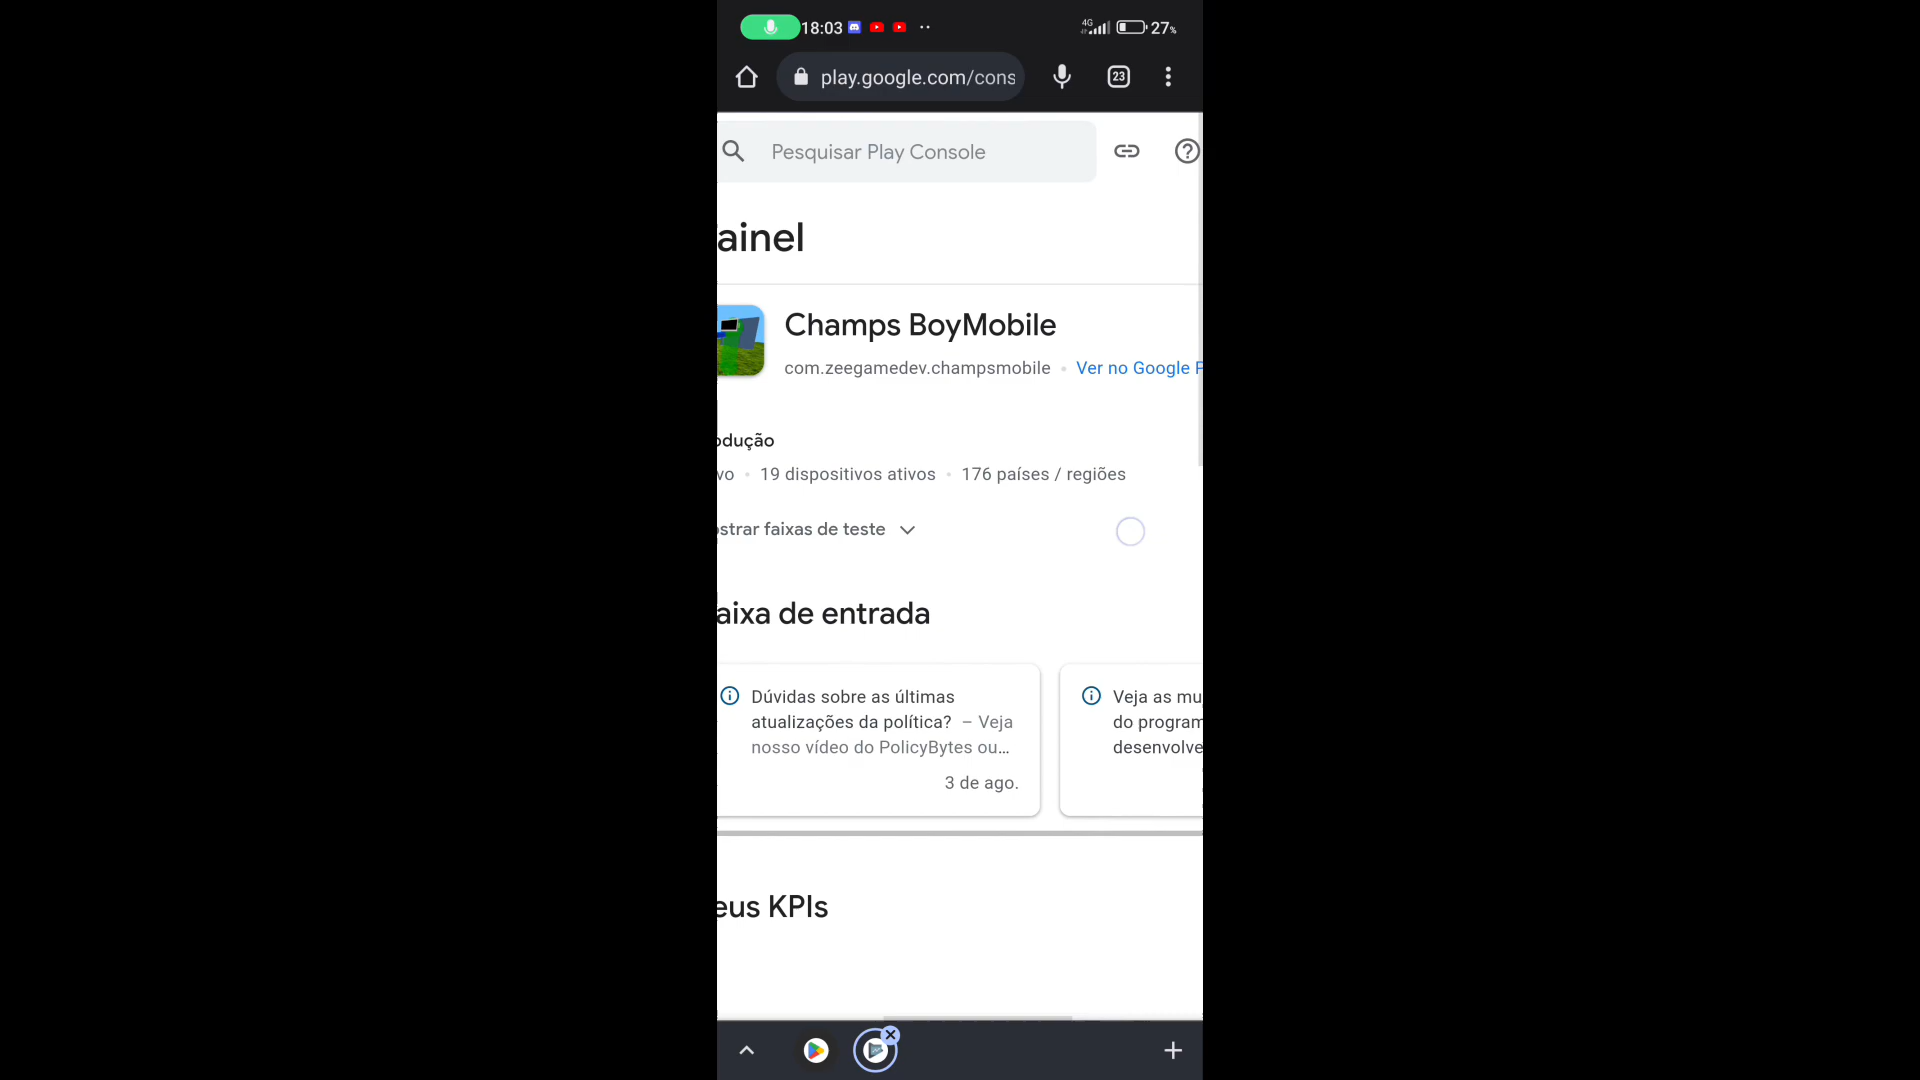 18:03
4G
27%
play.google.com/cons
23
Pesquisar Play Console
ainel
Champs BoyMobile
com.zeegamedev.champsmobile • Ver no Google P
odução
vo • 19 dispositivos ativos • 176 países / regiões
ostrar faixas de teste
aixa de entrada
Dúvidas sobre as últimas
atualizações da política? – Veja
nosso vídeo do PolicyBytes ou...
3 de ago.
Veja as mu
do program
desenvolve
eus KPIs